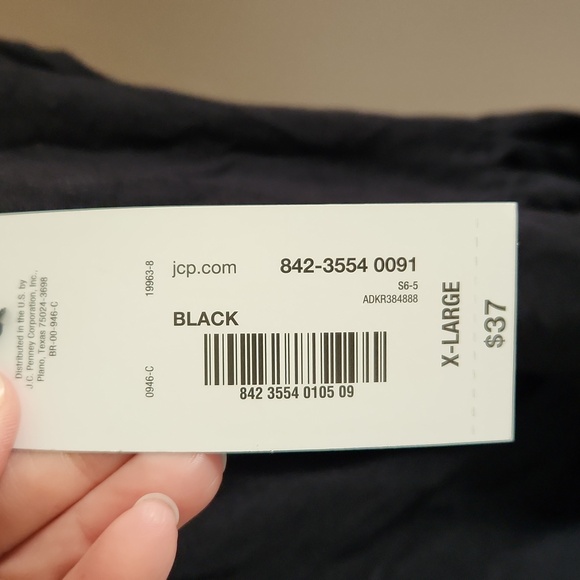 Distributed in the U.S. by
J.C. Penney Corporation, Inc.,
Plano, Texas 75024-3698
BR-00-946-C
19963-8
0946-C
jcp.com
842-3554 0091
S6-5
ADKR384888
BLACK
842 3554 0105 09
X-LARGE
$37